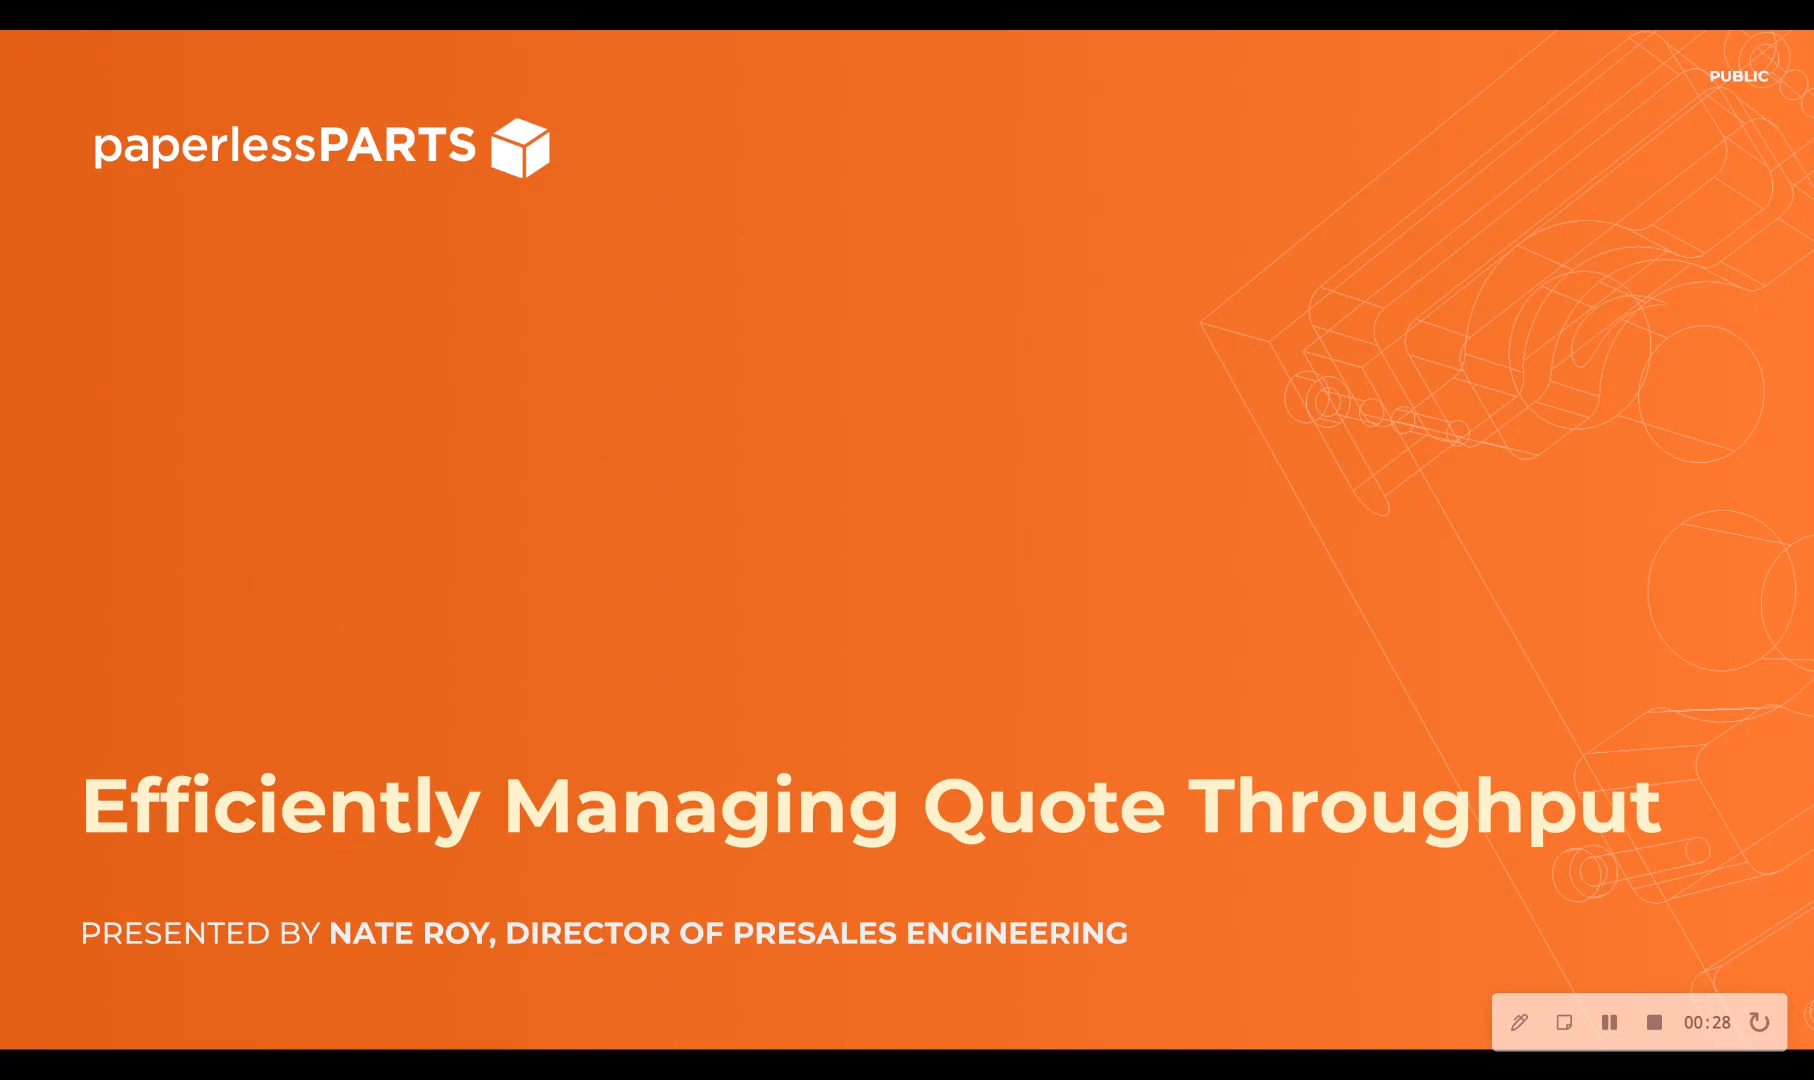 PUBLIC
paperlessPARTS
Efficiently Managing Quote Throughput
PRESENTED BY NATE ROY, DIRECTOR OF PRESALES ENGINEERING
00:28